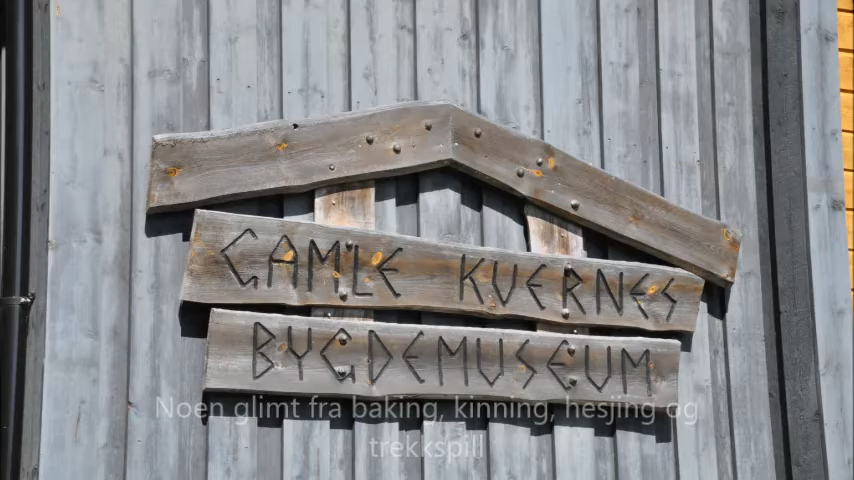 GAMLE KVERNES
BYGDEMUSEUM
Noen glimt fra baking, kinning, hesjing og
trekkspill